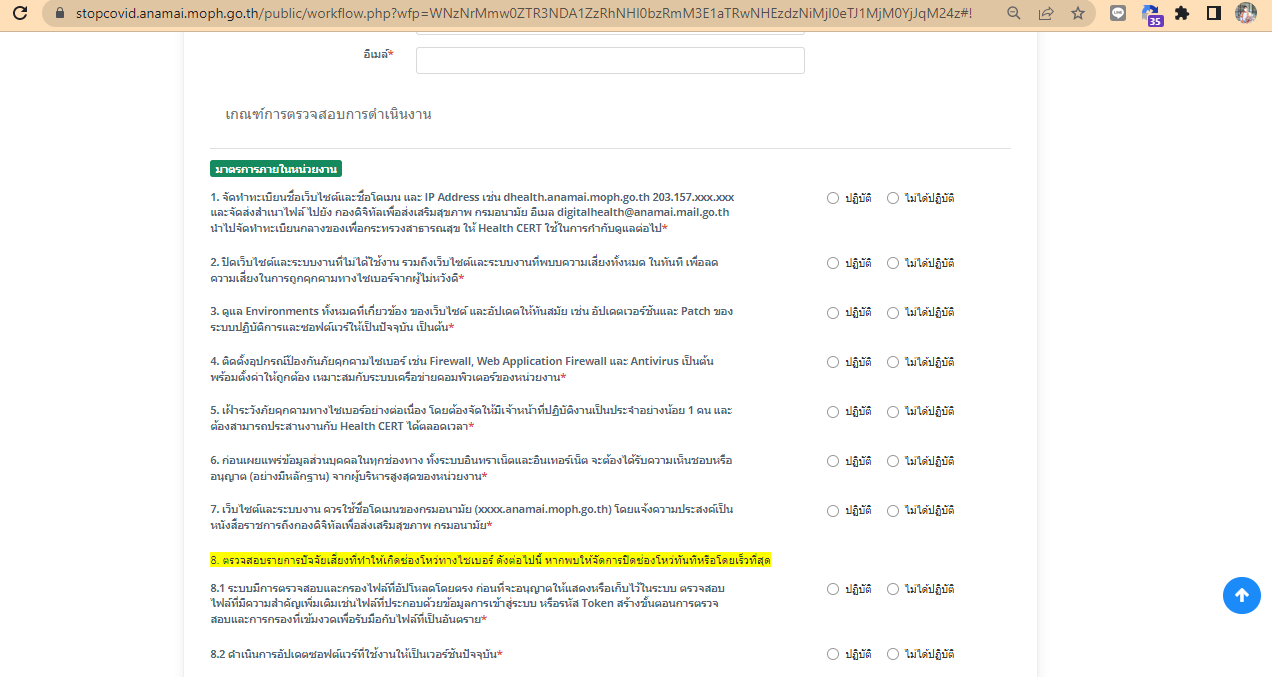 stopcovid.anamai.moph.go.th/public/workflow.php?wfp=WNzNrMmw0ZTR3NDA1ZzRhNHI0bzRmM3E1aTRwNHEzdzNiMjI0eTJ1MjM0YjJqM24z#!
35
อีเมล์*
เกณฑ์การตรวจสอบการดำเนินงาน
มาตรการภายในหน่วยงาน
1. จัดทำทะเบียนชื่อเว็บไซต์และชื่อโดเมน และ IP Address เช่น dhealth.anamai.moph.go.th 203.157.xxx.xxx
และจัดส่งสำเนาไฟล์ ไปยัง กองดิจิทัลเพื่อส่งเสริมสุขภาพ กรมอนามัย อีเมล digitalhealth@anamai.mail.go.th
นำไปจัดทำทะเบียนกลางของเพื่อกระทรวงสาธารณสุข ให้ Health CERT ใช้ในการกำกับดูแลต่อไป*
ปฏิบัติ ไม่ได้ปฏิบัติ
2. ปิดเว็บไซต์และระบบงานที่ไม่ได้ใช้งาน รวมถึงเว็บไซต์และระบบงานที่พบบความเสี่ยงทั้งหมด ในทันที เพื่อลด
ความเสี่ยงในการถูกคุกคามทางไซเบอร์จากผู้ไม่หวังดี*
ปฏิบัติ ไม่ได้ปฏิบัติ
3. ดูแล Environments ทั้งหมดที่เกี่ยวข้อง ของเว็บไซต์ และอัปเดตให้ทันสมัย เช่น อัปเดตเวอร์ชันและ Patch ของ
ระบบปฏิบัติการและซอฟต์แวร์ให้เป็นปัจจุบัน เป็นต้น*
ปฏิบัติ ไม่ได้ปฏิบัติ
4. ติดตั้งอุปกรณ์ป้องกันภัยคุกคามทางไซเบอร์ เช่น Firewall, Web Application Firewall และ Antivirus เป็นต้น
พร้อมตั้งค่าให้ถูกต้อง เหมาะสมกับระบบเครือข่ายคอมพิวเตอร์ของหน่วยงาน*
ปฏิบัติ ไม่ได้ปฏิบัติ
5. เฝ้าระวังภัยคุกคามทางไซเบอร์อย่างต่อเนื่อง โดยต้องจัดให้มีเจ้าหน้าที่ปฏิบัติงานเป็นประจำอย่างน้อย 1 คน และ
ต้องสามารถประสานงานกับ Health CERT ได้ตลอดเวลา*
ปฏิบัติ ไม่ได้ปฏิบัติ
6. ก่อนเผยแพร่ข้อมูลส่วนบุคคลในทุกช่องทาง ทั้งระบบอินทราเน็ตและอินเทอร์เน็ต จะต้องได้รับความเห็นชอบหรือ
อนุญาต (อย่างมีหลักฐาน) จากผู้บริหารสูงสุดของหน่วยงาน*
ปฏิบัติ ไม่ได้ปฏิบัติ
7. เว็บไซต์และระบบงาน ควรใช้ชื่อโดเมนของกรมอนามัย (xxxx.anamai.moph.go.th) โดยแจ้งความประสงค์เป็น
หนังสือราชการถึงกองดิจิทัลเพื่อส่งเสริมสุขภาพ กรมอนามัย*
ปฏิบัติ ไม่ได้ปฏิบัติ
8. ตรวจสอบรายการปัจจัยเสี่ยงที่ทำให้เกิดช่องโหว่ทางไซเบอร์ ดังต่อไปนี้ หากพบให้จัดการปิดช่องโหว่ทันทีหรือโดยเร็วที่สุด
8.1 ระบบมีการตรวจสอบและกรองไฟล์ที่อัปโหลดโดยตรง ก่อนที่จะอนุญาตให้แสดงหรือเก็บไว้ในระบบ ตรวจสอบ
ไฟล์ที่มีความสำคัญเพิ่มเติมเช่นไฟล์ที่ประกอบด้วยข้อมูลการเข้าสู่ระบบ หรือรหัส Token สร้างขั้นตอนการตรวจ
สอบและการกรองที่เข้มงวดเพื่อรับมือกับไฟล์ที่เป็นอันตราย*
ปฏิบัติ ไม่ได้ปฏิบัติ
8.2 ดำเนินการอัปเดตซอฟต์แวร์ที่ใช้งานให้เป็นเวอร์ชันปัจจุบัน*
ปฏิบัติ ไม่ได้ปฏิบัติ